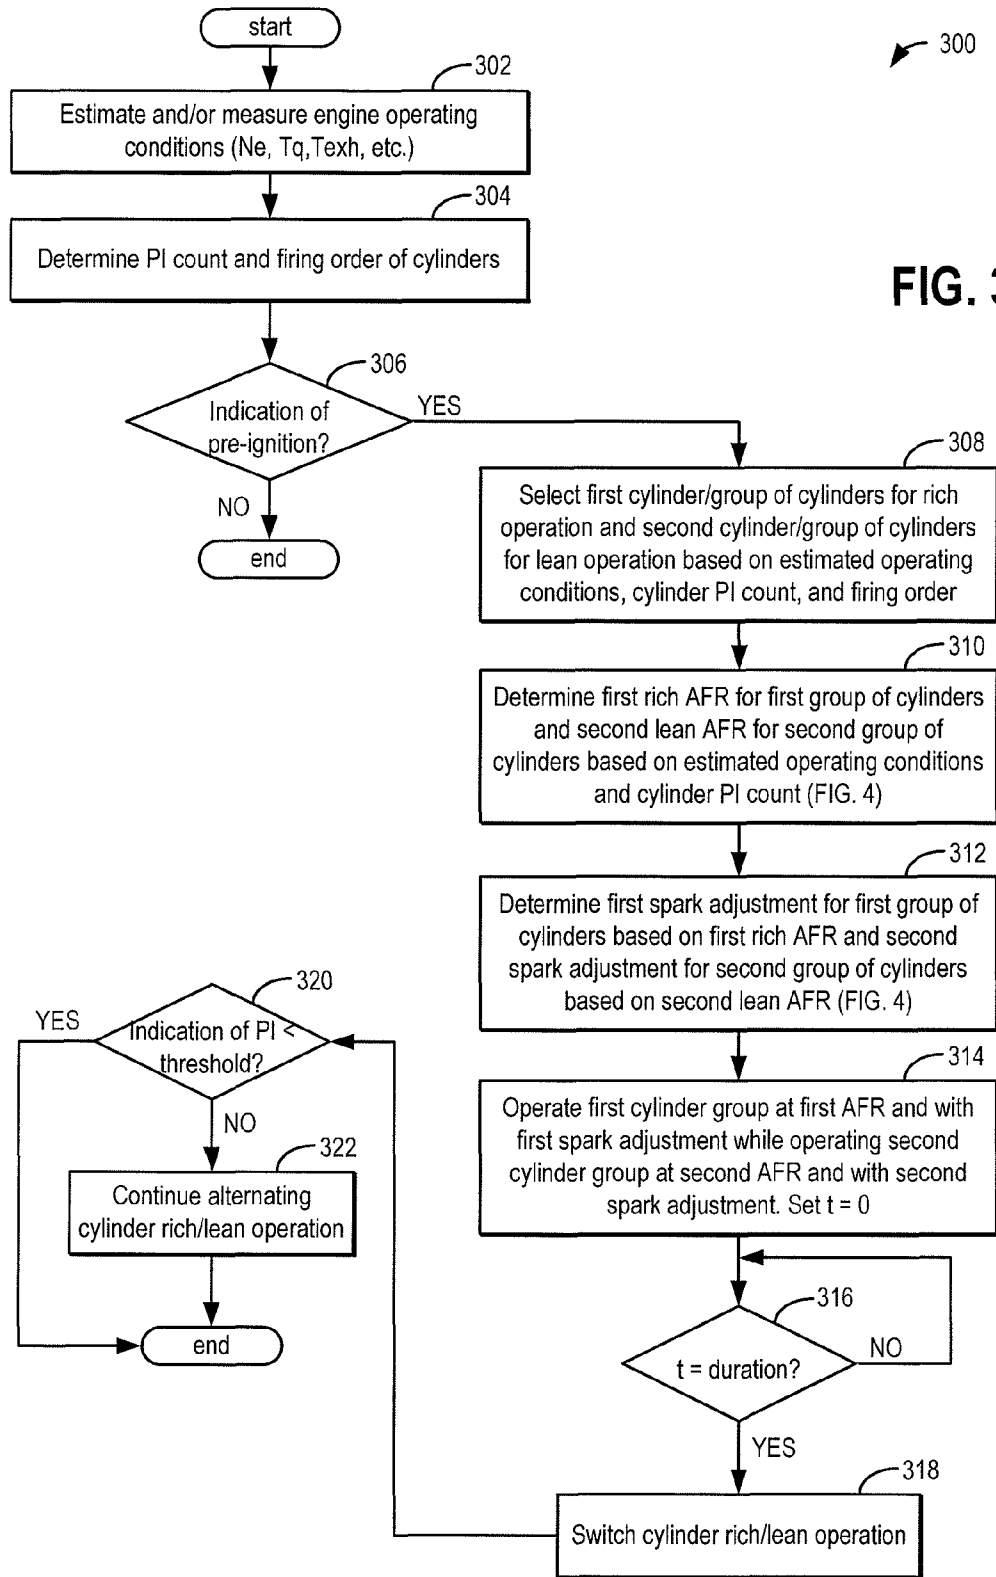 start
300
302
Estimate and/or measure engine operating
conditions (Ne, Tq,Texh, etc.)
304
Determine PI count and firing order of cylinders
FIG. 3
306
Indication of
pre-ignition?
YES
NO
end
308
Select first cylinder/group of cylinders for rich
operation and second cylinder/group of cylinders
for lean operation based on estimated operating
conditions, cylinder PI count, and firing order
310
Determine first rich AFR for first group of cylinders
and second lean AFR for second group of
cylinders based on estimated operating conditions
and cylinder PI count (FIG. 4)
312
Determine first spark adjustment for first group of
cylinders based on first rich AFR and second
spark adjustment for second group of cylinders
based on second lean AFR (FIG. 4)
314
Operate first cylinder group at first AFR and with
first spark adjustment while operating second
cylinder group at second AFR and with second
spark adjustment. Set t = 0
316
t = duration?
NO
YES
318
Switch cylinder rich/lean operation
320
Indication of PI <
threshold?
YES
NO
322
Continue alternating
cylinder rich/lean operation
end